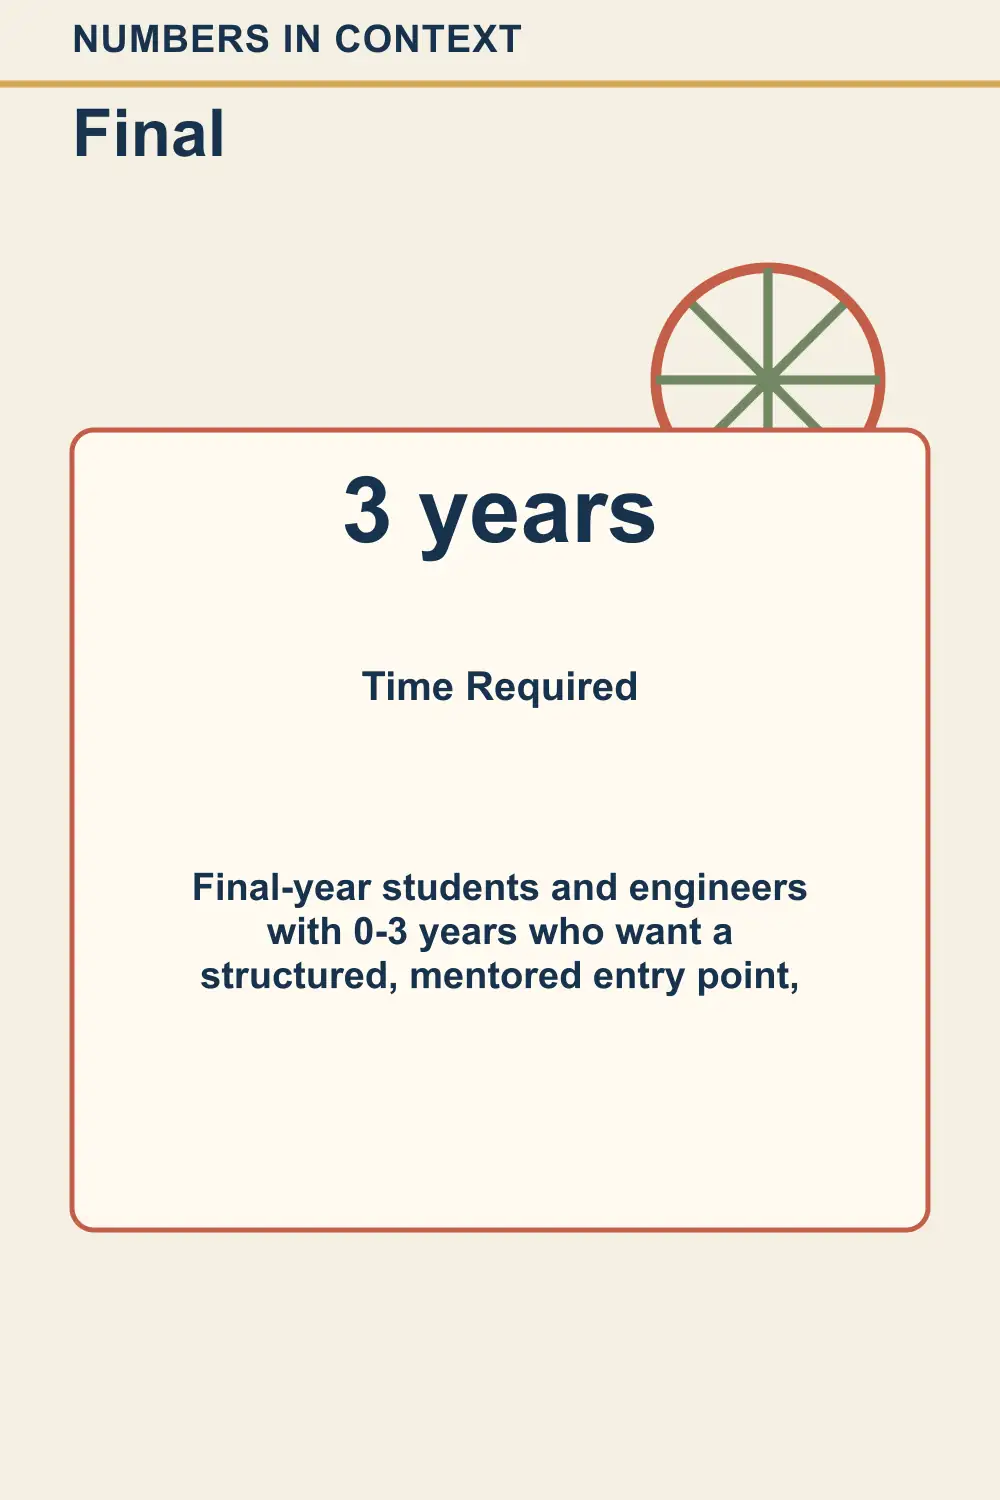 NUMBERS IN CONTEXT
Final
3 years
Time Required
Final-year students and engineers
with 0-3 years who want a
structured, mentored entry point,